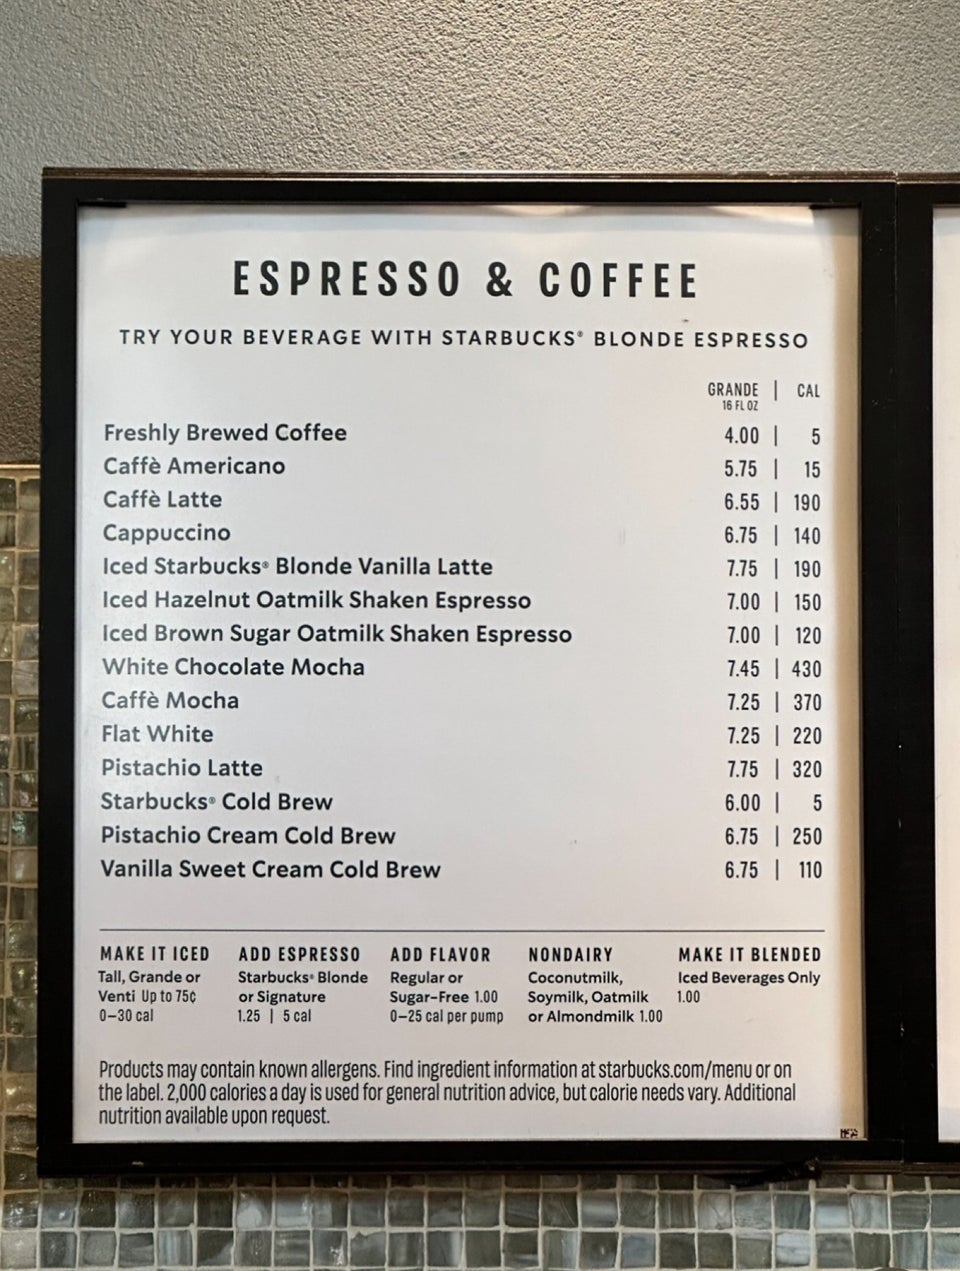 ESPRESSO & COFFEE
TRY YOUR BEVERAGE WITH STARBUCKS® BLONDE ESPRESSO
GRANDE | CAL
16 FL OZ
Freshly Brewed Coffee 4.00 | 5
Caffè Americano 5.75 | 15
Caffè Latte 6.55 | 190
Cappuccino 6.75 | 140
Iced Starbucks® Blonde Vanilla Latte 7.75 | 190
Iced Hazelnut Oatmilk Shaken Espresso 7.00 | 150
Iced Brown Sugar Oatmilk Shaken Espresso 7.00 | 120
White Chocolate Mocha 7.45 | 430
Caffè Mocha 7.25 | 370
Flat White 7.25 | 220
Pistachio Latte 7.75 | 320
Starbucks® Cold Brew 6.00 | 5
Pistachio Cream Cold Brew 6.75 | 250
Vanilla Sweet Cream Cold Brew 6.75 | 110
MAKE IT ICED
Tall, Grande or
Venti Up to 75¢
0–30 cal
ADD ESPRESSO
Starbucks® Blonde
or Signature
1.25 | 5 cal
ADD FLAVOR
Regular or
Sugar-Free 1.00
0–25 cal per pump
NONDAIRY
Coconutmilk,
Soymilk, Oatmilk
or Almondmilk 1.00
MAKE IT BLENDED
Iced Beverages Only
1.00
Products may contain known allergens. Find ingredient information at starbucks.com/menu or on
the label. 2,000 calories a day is used for general nutrition advice, but calorie needs vary. Additional
nutrition available upon request.